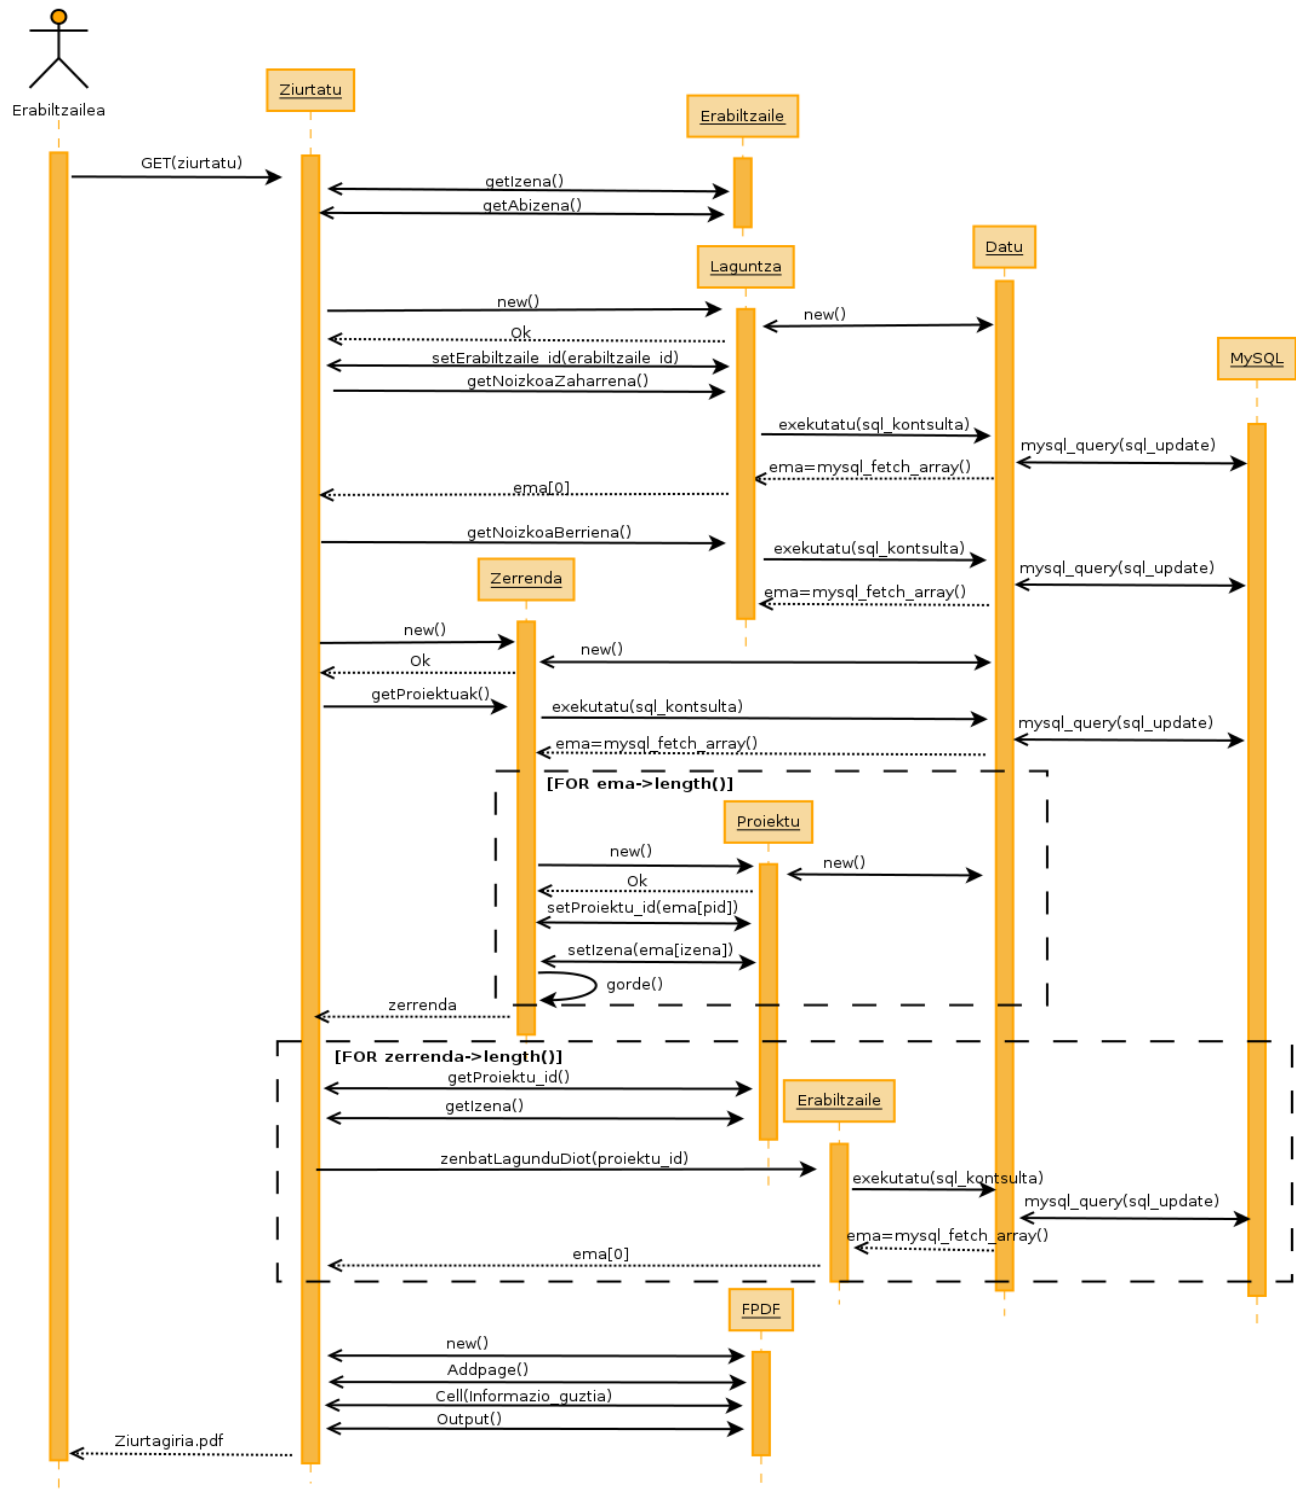 Erabiltzailea
Ziurtatu
Erabiltzaile
GET(ziurtatu)
getIzena()
getAbizena()
Datu
Laguntza
new()
new()
Ok
MySQL
setErabiltzaile_id(erabiltzaile_id)
getNoizkoaZaharrena()
exekutatu(sql_kontsulta)
mysql_query(sql_update)
ema=mysql_fetch_array()
ema[0]
getNoizkoaBerriena()
exekutatu(sql_kontsulta)
mysql_query(sql_update)
Zerrenda
ema=mysql_fetch_array()
new()
new()
Ok
getProiektuak()
exekutatu(sql_kontsulta)
mysql_query(sql_update)
ema=mysql_fetch_array()
[FOR ema->length()]
Proiektu
new()
new()
Ok
setProiektu_id(ema[pid])
setIzena(ema[izena])
gorde()
zerrenda
[FOR zerrenda->length()]
getProiektu_id()
Erabiltzaile
getIzena()
zenbatLagunduDiot(proiektu_id)
exekutatu(sql_kontsulta)
mysql_query(sql_update)
ema=mysql_fetch_array()
ema[0]
FPDF
new()
Addpage()
Cell(Informazio_guztia)
Output()
Ziurtagiria.pdf